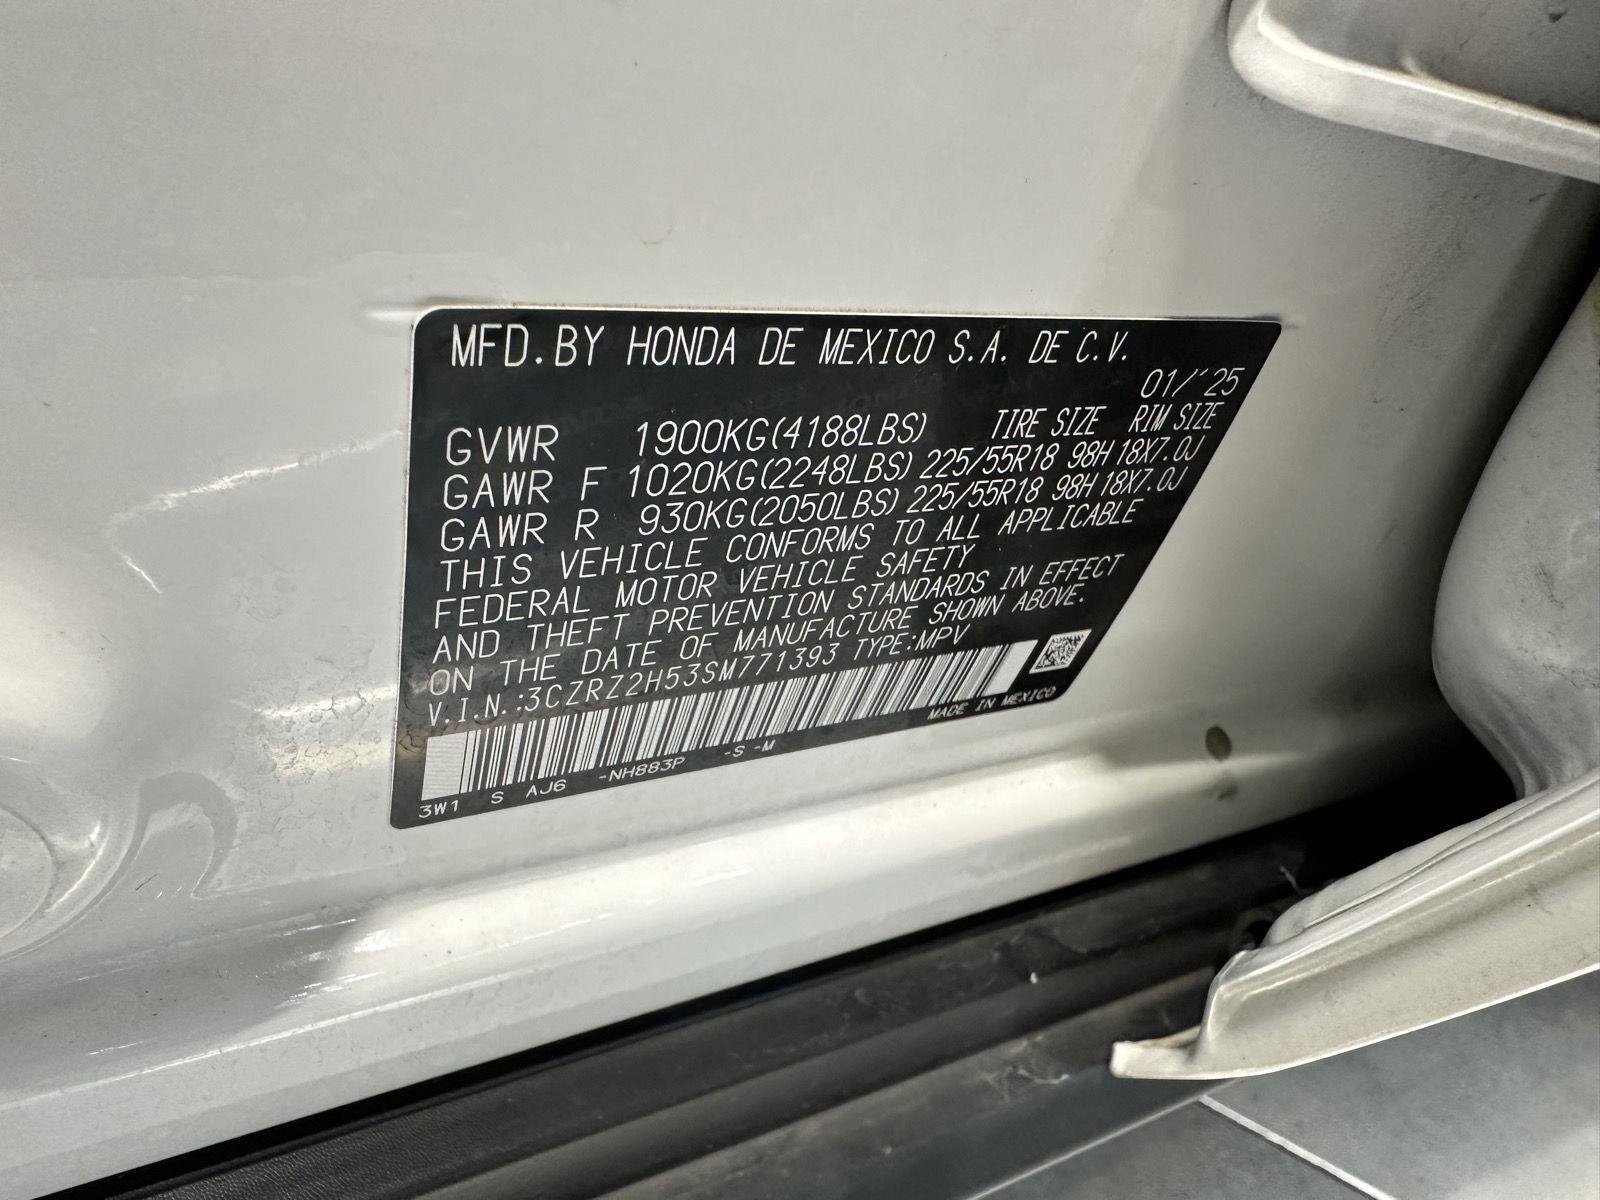 MFD. BY HONDA DE MEXICO S.A. DE C.V.
01/'25
TIRE SIZE RIM SIZE
GVWR 1900KG(4188LBS)
GAWR F 1020KG(2248LBS) 225/55R18 98H 18X7.0J
GAWR R 930KG(2050LBS) 225/55R18 98H 18X7.0J
THIS VEHICLE CONFORMS TO ALL APPLICABLE
FEDERAL MOTOR VEHICLE SAFETY
AND THEFT PREVENTION STANDARDS IN EFFECT
ON THE DATE OF MANUFACTURE SHOWN ABOVE.
V.I.N.:3CZRZ2H53SM771393 TYPE:MPV
MADE IN MEXICO
3W1 S AJ6 -NH883P -S -M